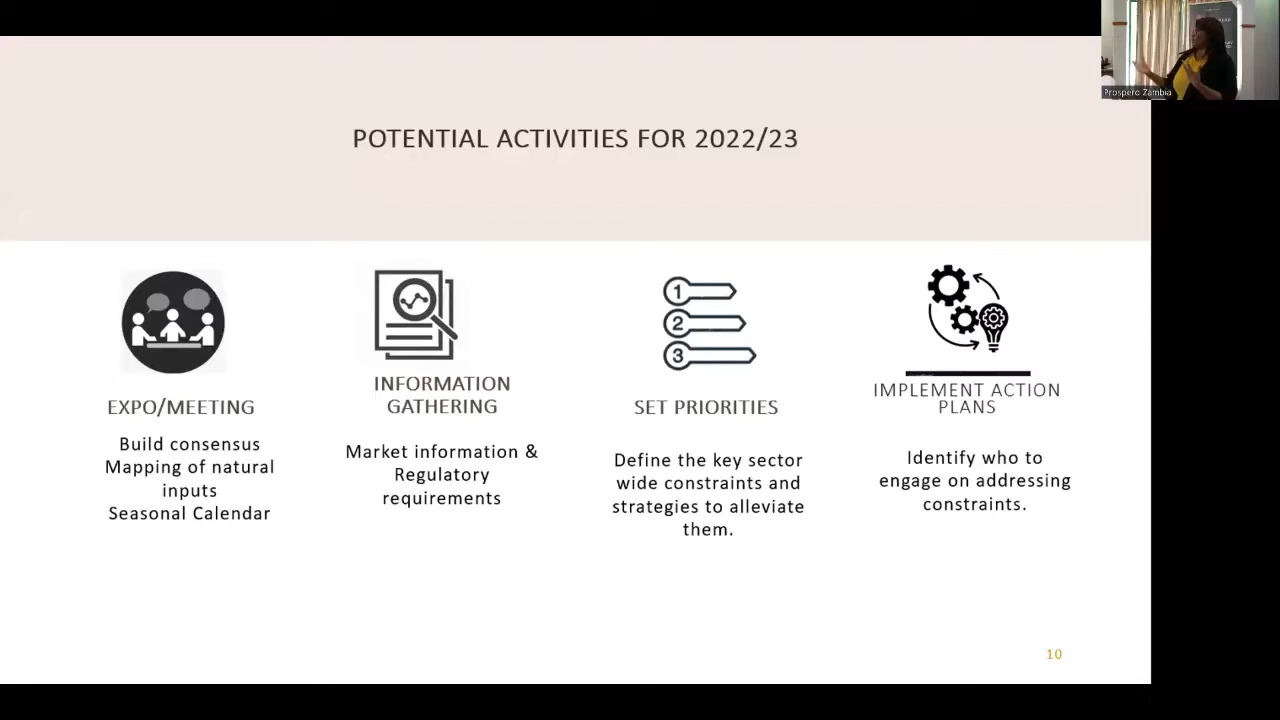 Prospero Zambia
POTENTIAL ACTIVITIES FOR 2022/23
1
2
3
EXPO/MEETING
Build consensus
Mapping of natural
inputs
Seasonal Calendar
INFORMATION
GATHERING
Market information &
Regulatory
requirements
SET PRIORITIES
Define the key sector
wide constraints and
strategies to alleviate
them.
IMPLEMENT ACTION
PLANS
Identify who to
engage on addressing
constraints.
10